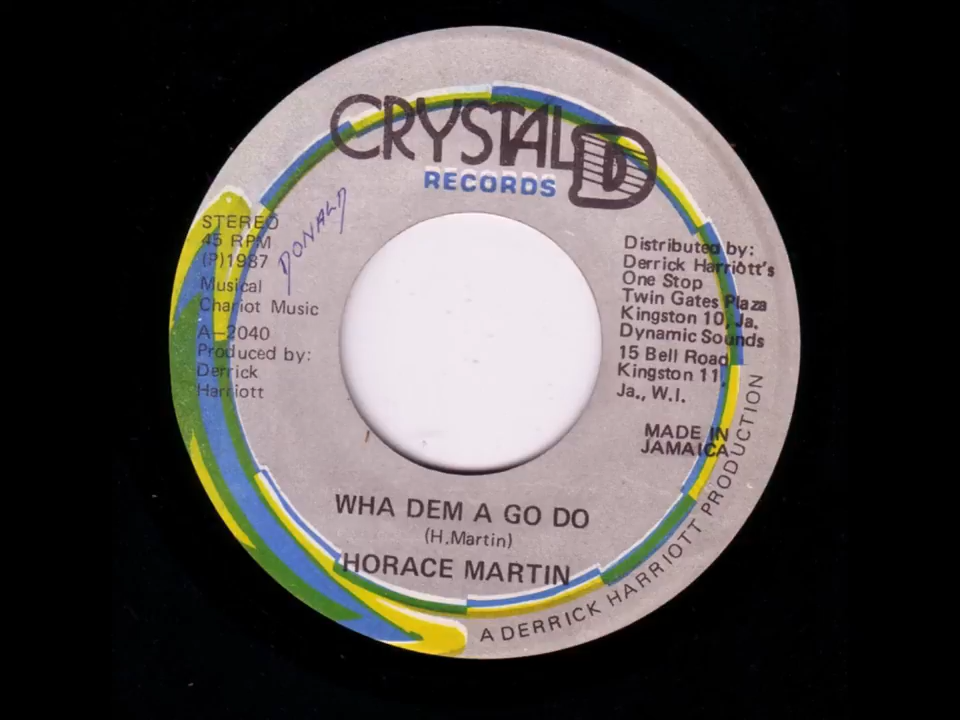 CRYSTAL D
RECORDS
STEREO
45 RPM
(P)1987
Musical
Chariot Music
A-2040
Produced by:
Derrick
Harriott
DONALD
Distributed by:
Derrick Harriott's
One Stop
Twin Gates Plaza
Kingston 10, Ja.
Dynamic Sounds
15 Bell Road
Kingston 11,
Ja., W.I.
MADE IN
JAMAICA
WHA DEM A GO DO
(H.Martin)
HORACE MARTIN
A DERRICK HARRIOTT PRODUCTION